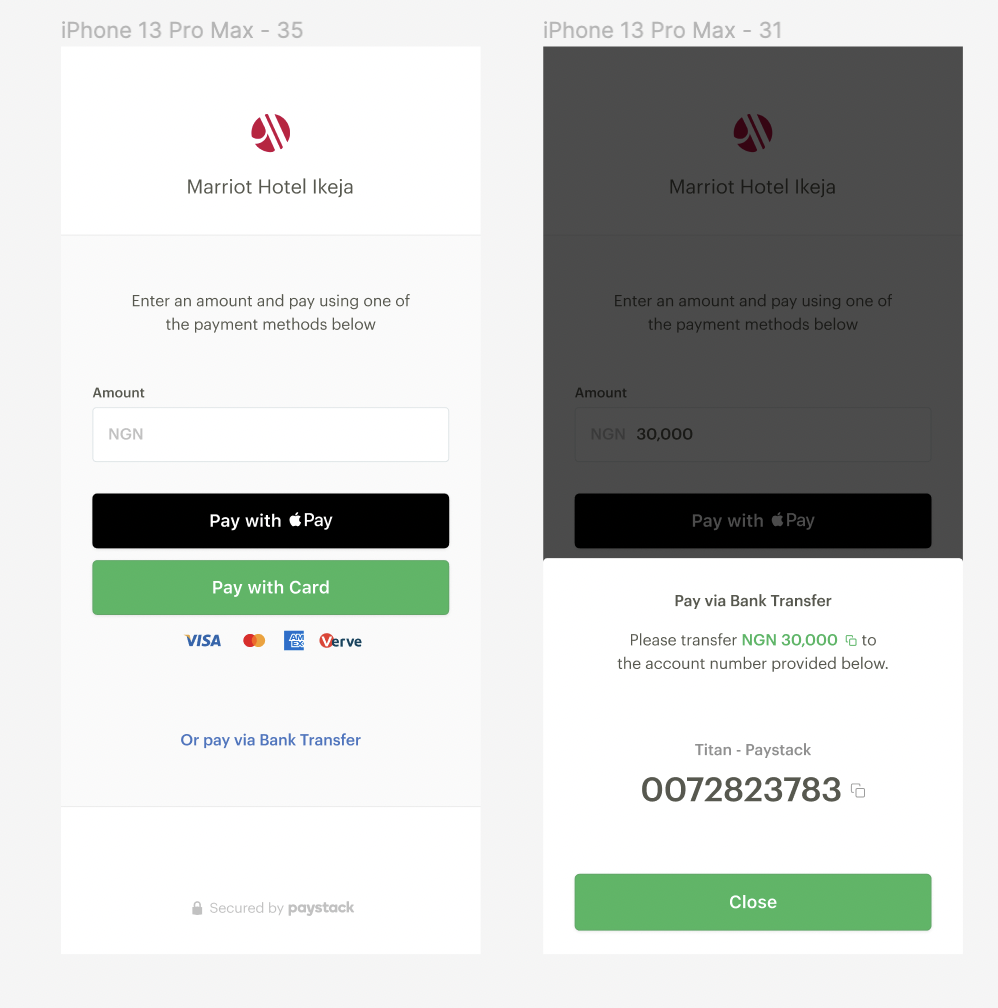 iPhone 13 Pro Max - 35
Marriot Hotel Ikeja
Enter an amount and pay using one of
the payment methods below
Amount
NGN
Pay with Pay
Pay with Card
VISA AM EX Verve
Or pay via Bank Transfer
Secured by paystack
iPhone 13 Pro Max - 31
Marriot Hotel Ikeja
Enter an amount and pay using one of
the payment methods below
Amount
NGN 30,000
Pay with Pay
Pay via Bank Transfer
Please transfer NGN 30,000 to
the account number provided below.
Titan - Paystack
0072823783
Close